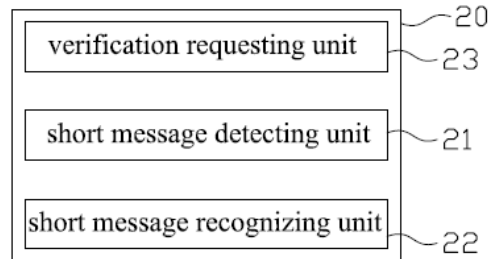 20
verification requesting unit
23
short message detecting unit
21
short message recognizing unit
22